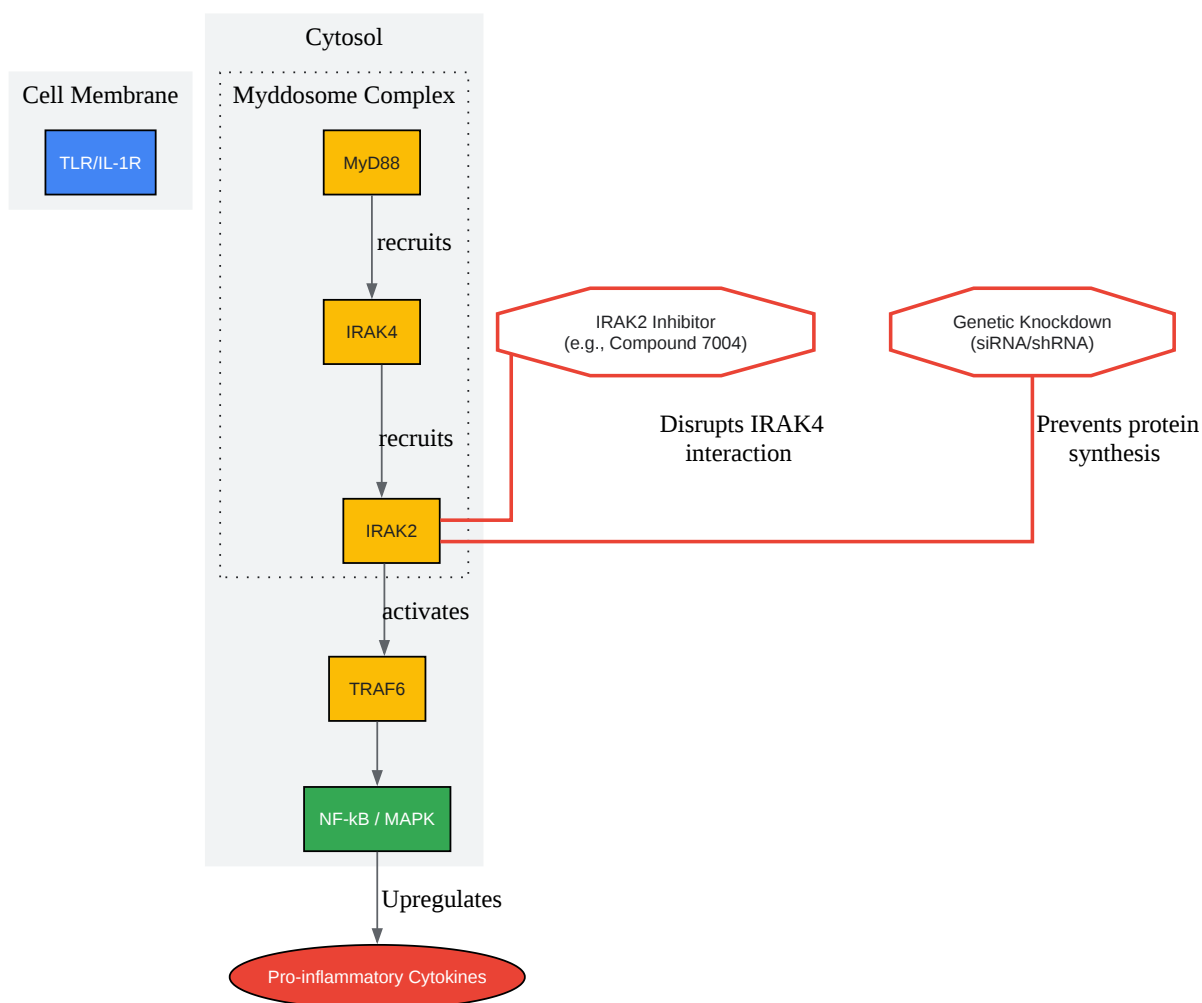 Cytosol
Cell Membrane
Myddosome Complex
TLR/IL-1R
MyD88
recruits
IRAK4
IRAK2 Inhibitor
(e.g., Compound 7004)
Genetic Knockdown
(siRNA/shRNA)
recruits
Disrupts IRAK4
interaction
Prevents protein
synthesis
IRAK2
activates
TRAF6
NF-kB / MAPK
Upregulates
Pro-inflammatory Cytokines